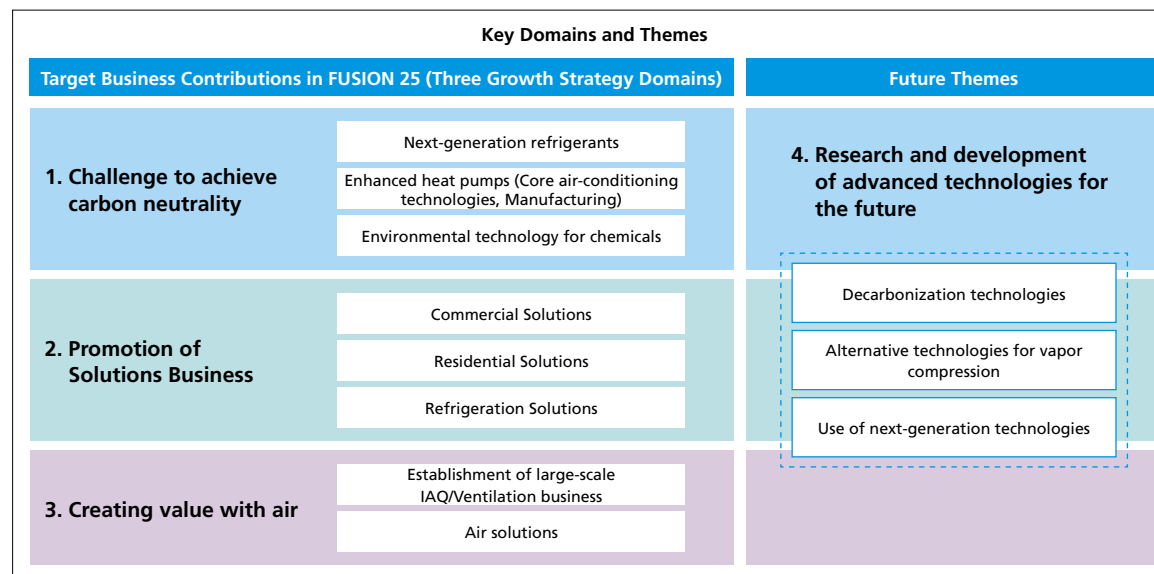 Key Domains and Themes
Target Business Contributions in FUSION 25 (Three Growth Strategy Domains)
1. Challenge to achieve
carbon neutrality
Next-generation refrigerants
Enhanced heat pumps (Core air-conditioning
technologies, Manufacturing)
Environmental technology for chemicals
2. Promotion of
Solutions Business
Commercial Solutions
Residential Solutions
Refrigeration Solutions
3. Creating value with air
Establishment of large-scale
IAQ/Ventilation business
Air solutions
Future Themes
4. Research and development
of advanced technologies for
the future
Decarbonization technologies
Alternative technologies for vapor
compression
Use of next-generation technologies